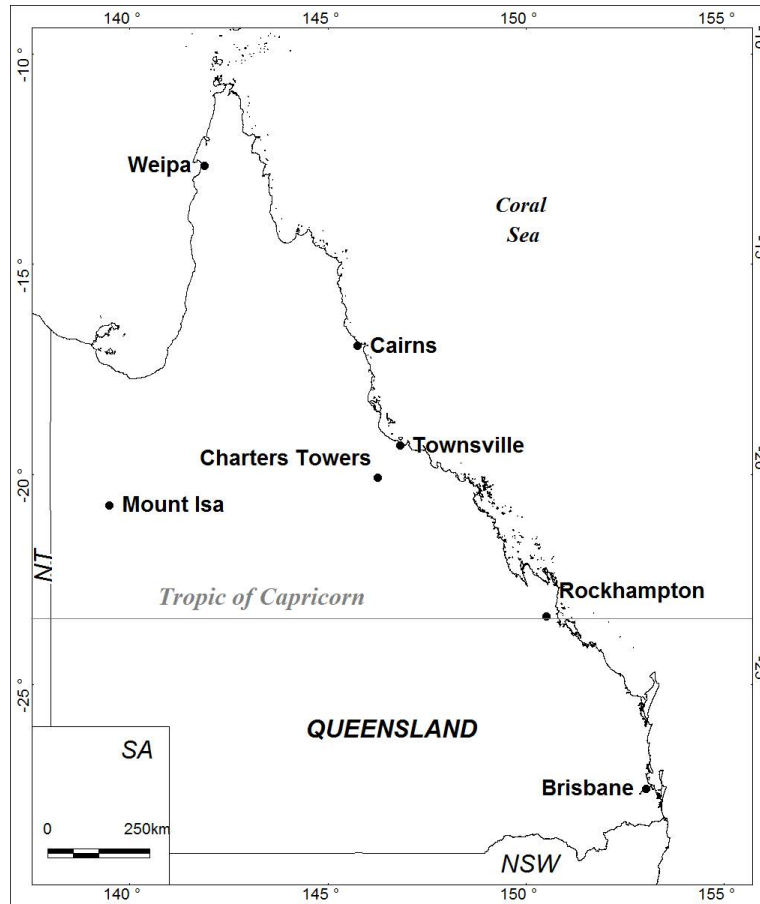 140 °
145 °
150 °
155 °
-10 °
Weipa
Coral
Sea
-15 °
Cairns
Townsville
Charters Towers
-20 °
Mount Isa
NT
Rockhampton
Tropic of Capricorn
-25 °
QUEENSLAND
SA
Brisbane
0
250km
NSW
140 °
145 °
150 °
155 °